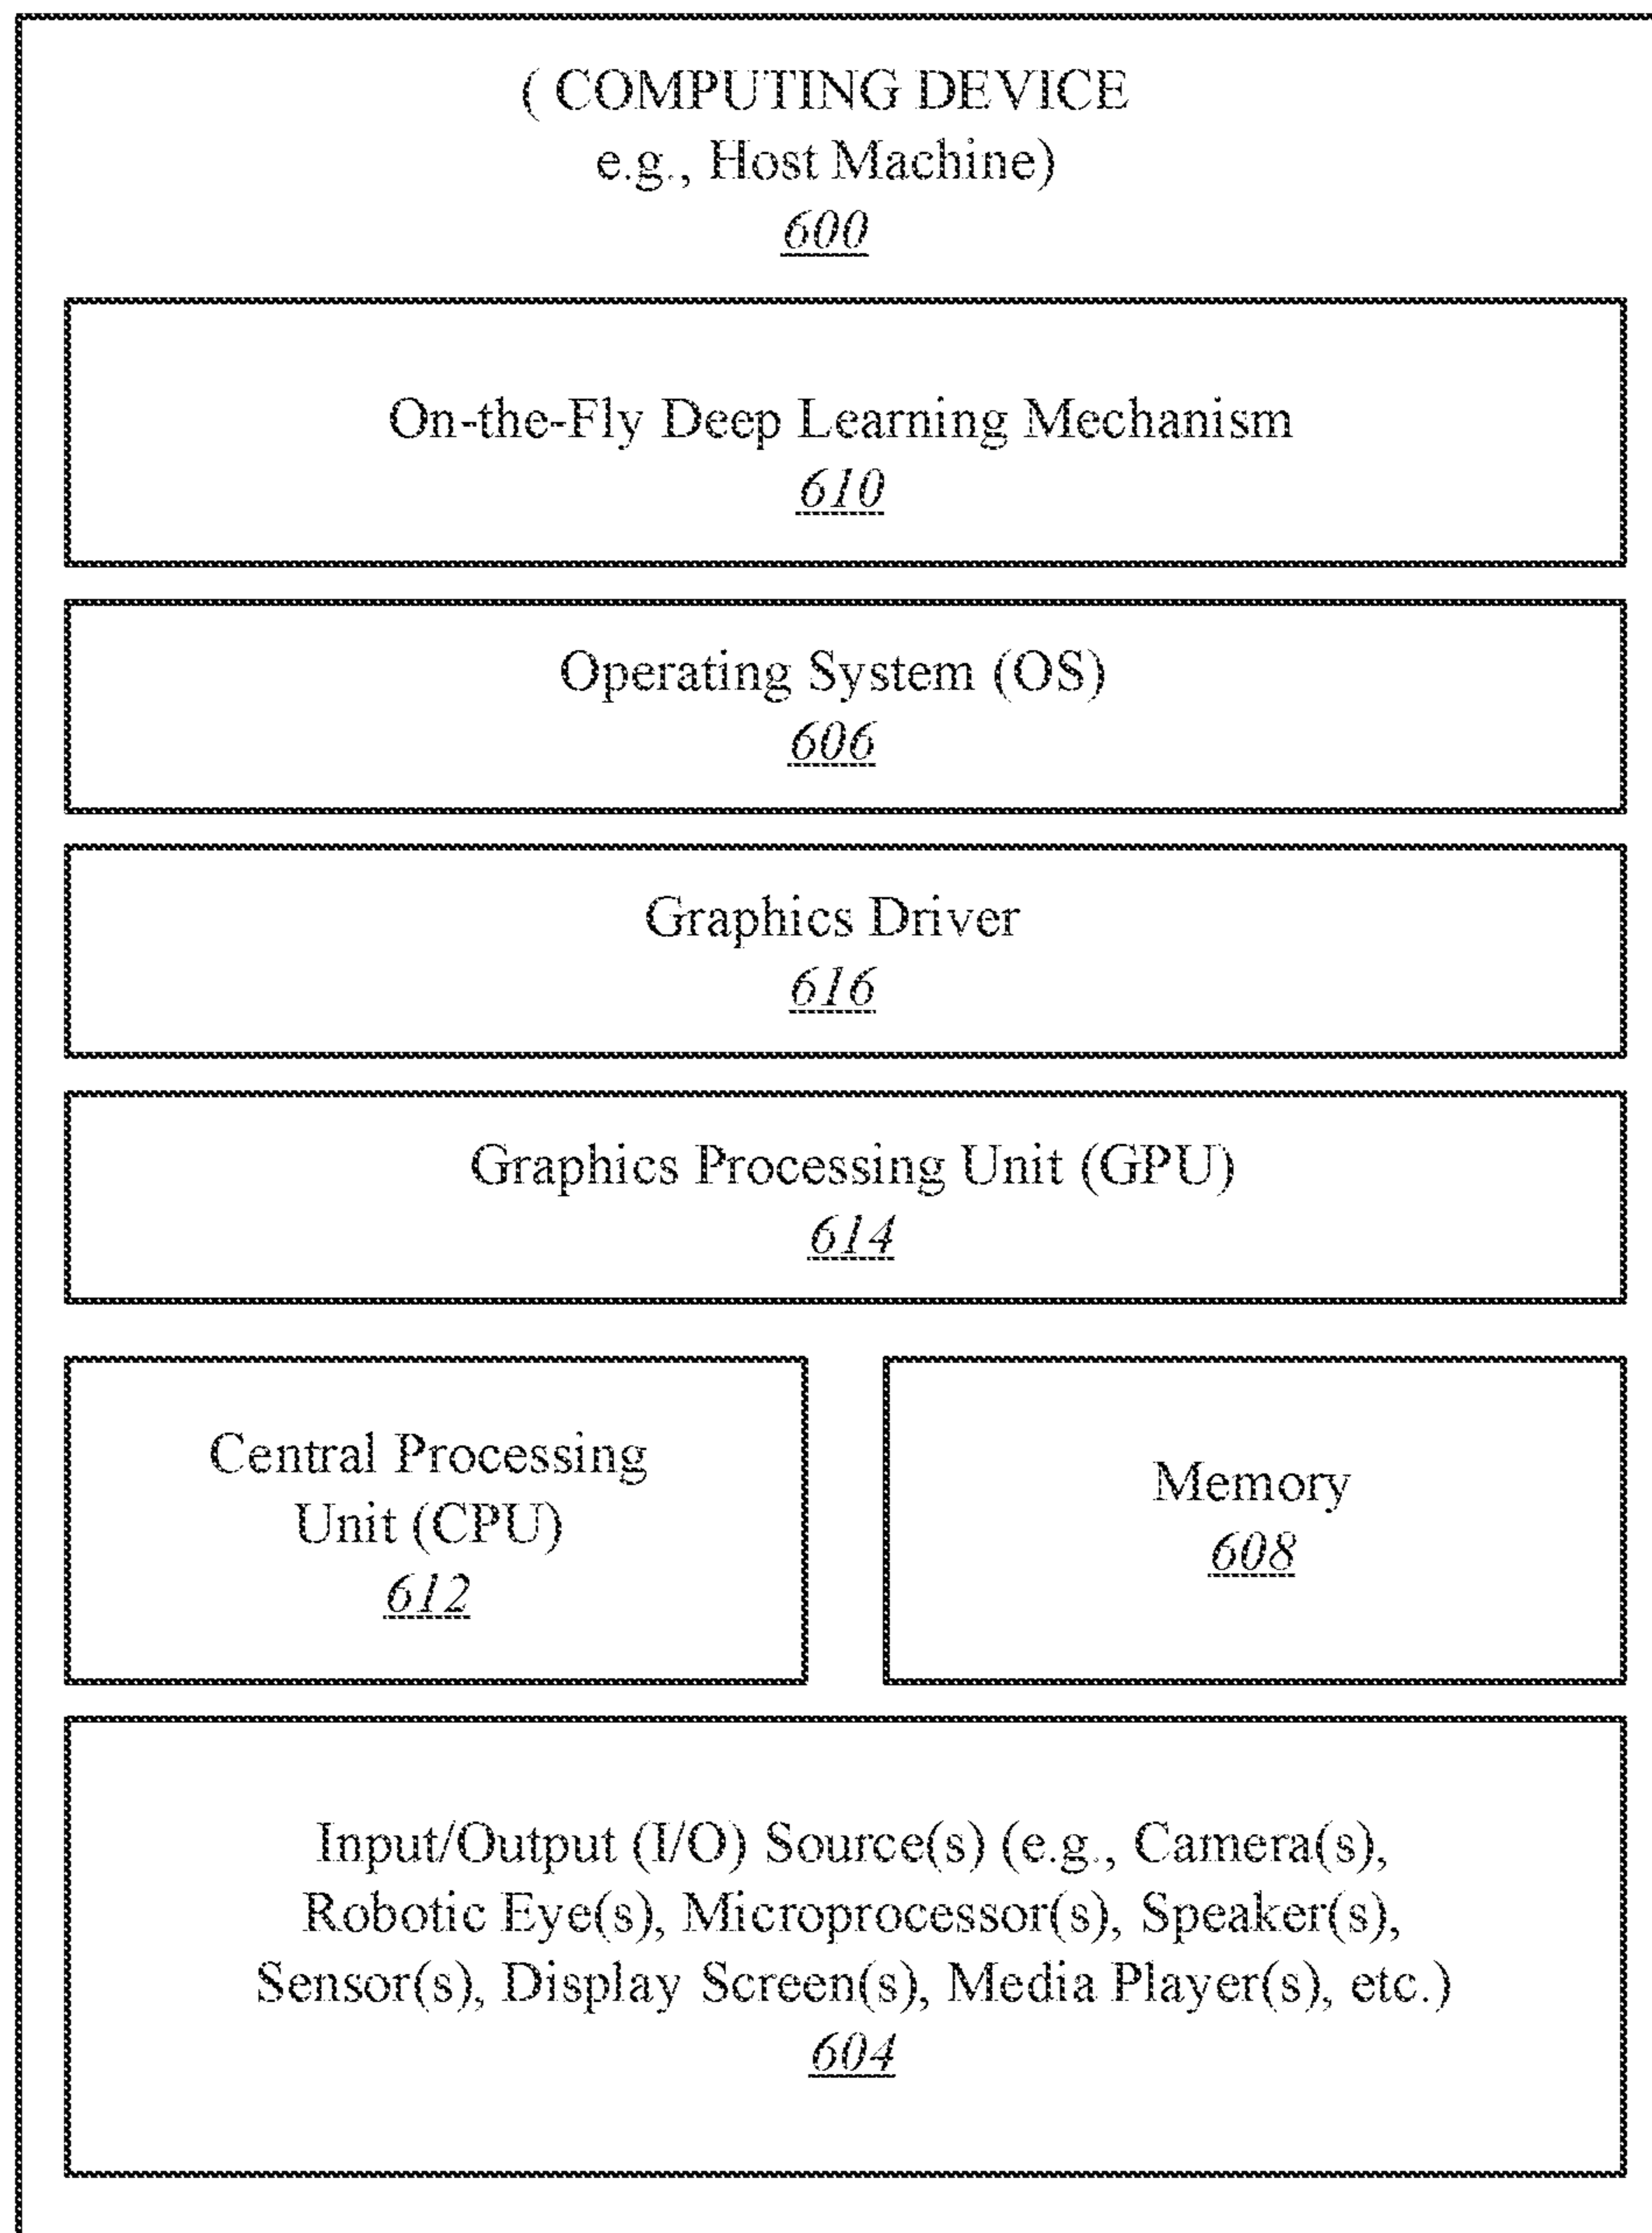 ( COMPUTING DEVICE
e.g., Host Machine)
600
On-the-Fly Deep Learning Mechanism
610
Operating System (OS)
606
Graphics Driver
616
Graphics Processing Unit (GPU)
614
Central Processing
Unit (CPU)
612
Memory
608
Input/Output (I/O) Source(s) (e.g., Camera(s),
Robotic Eye(s), Microprocessor(s), Speaker(s),
Sensor(s), Display Screen(s), Media Player(s), etc.)
604